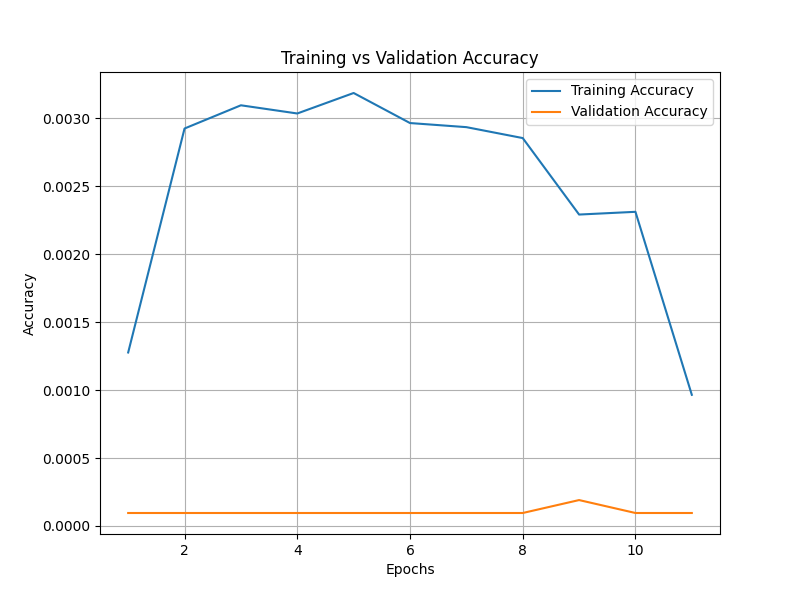 Training vs Validation Accuracy
Training Accuracy
Validation Accuracy
Accuracy
0.0030
0.0025
0.0020
0.0015
0.0010
0.0005
0.0000
2
4
6
8
10
Epochs